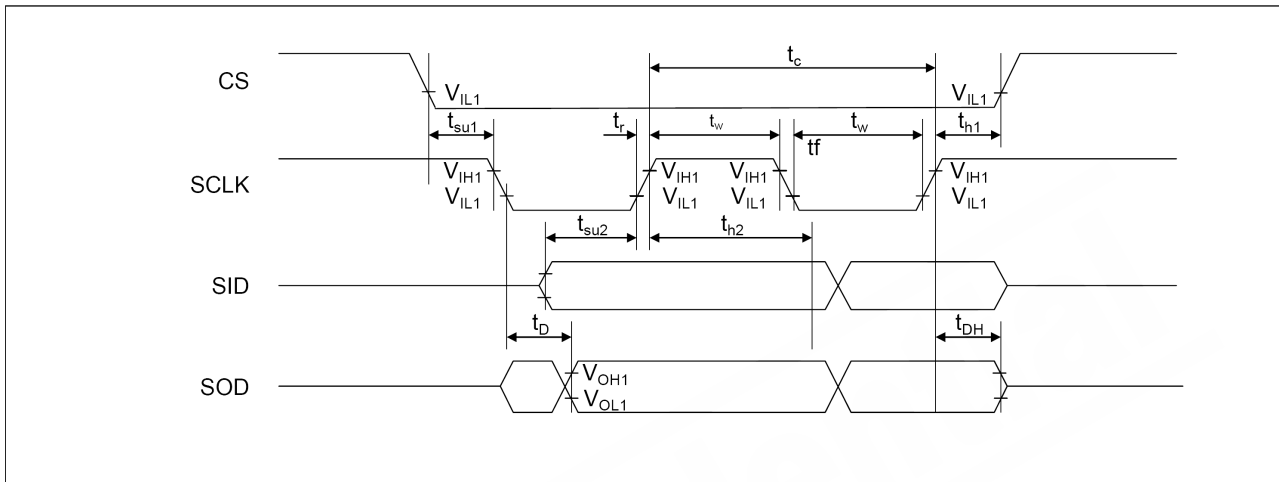 t_c
CS
V_IL1 V_IL1
t_su1 t_r t_w t_w t_h1
tf
SCLK
V_IH1 V_IH1 V_IH1 V_IH1
V_IL1 V_IL1 V_IL1 V_IL1
t_su2 t_h2
SID
t_D t_DH
SOD
V_OH1
V_OL1